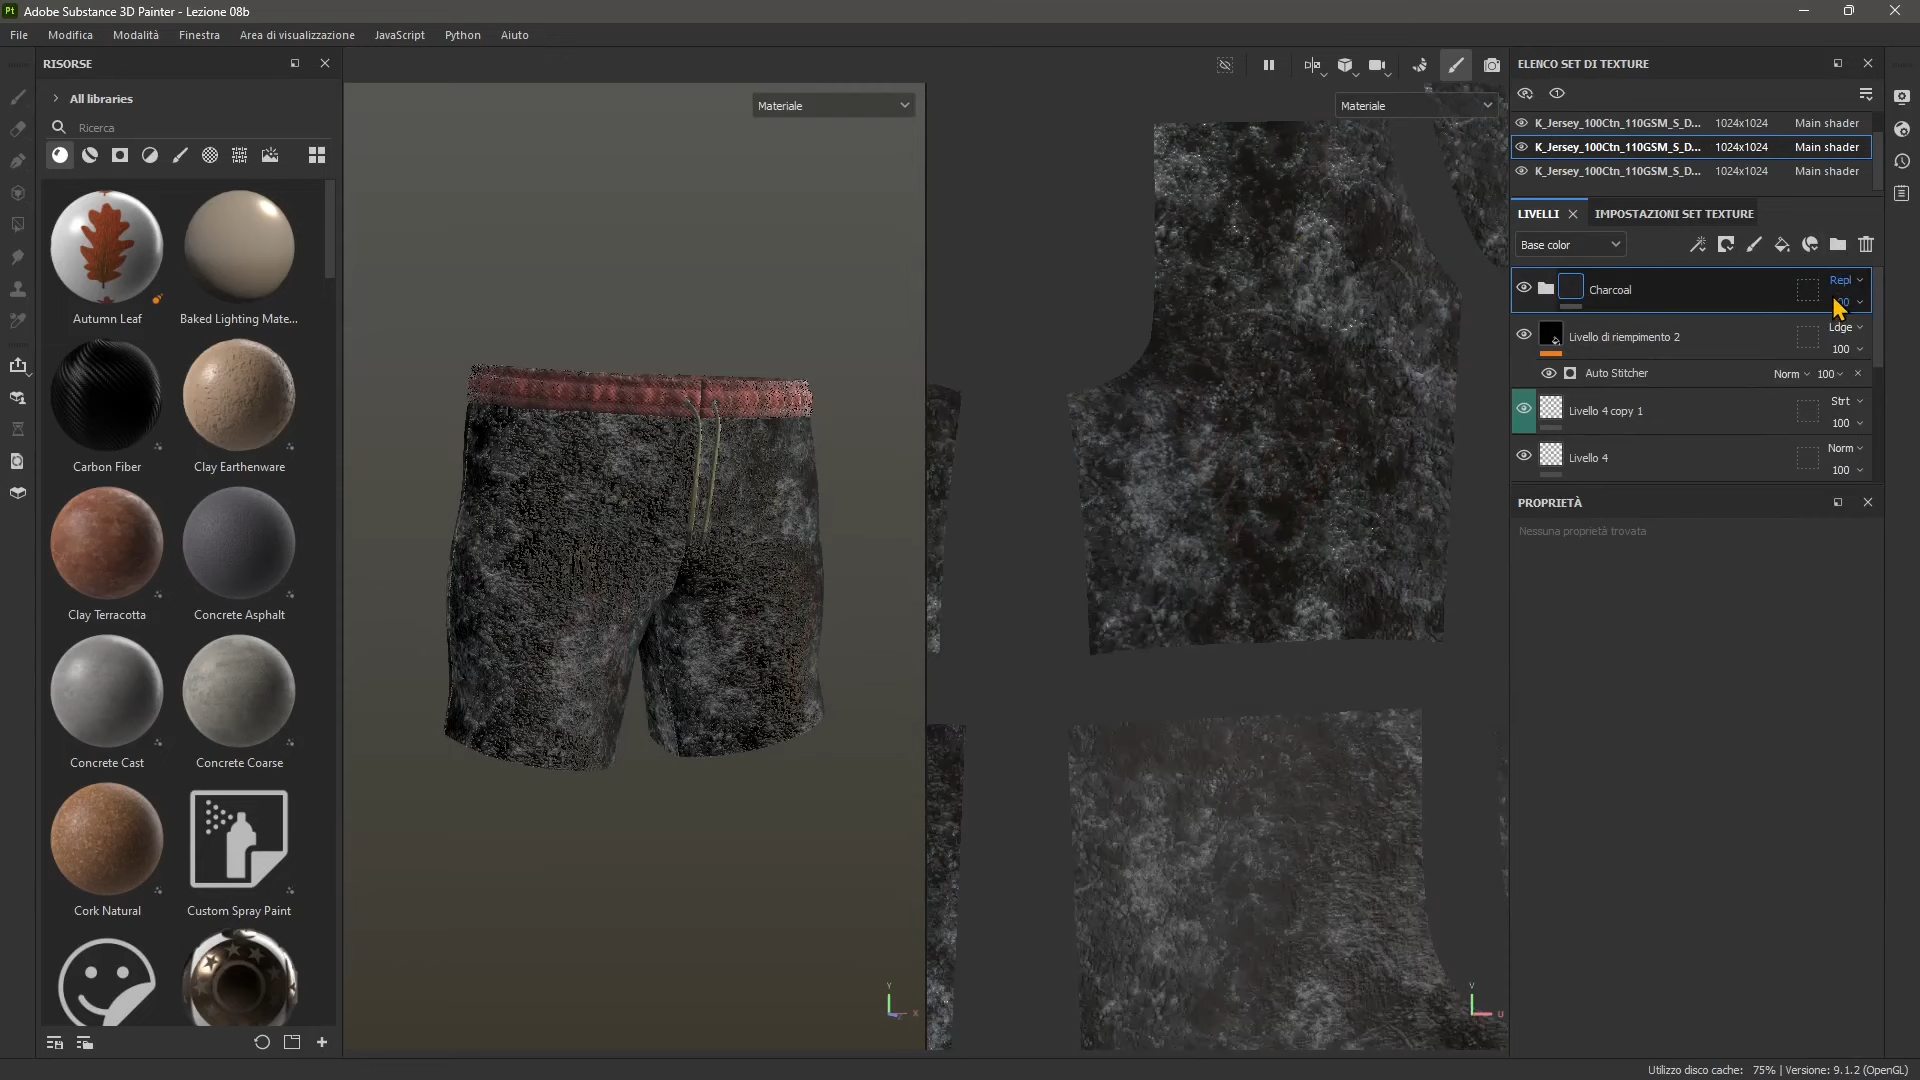 Adobe Substance 3D Painter - Lezione 08b
File Modifica Modalità Finestra Area di visualizzazione JavaScript Python Aiuto
RISORSE
All libraries
Ricerca
Autumn Leaf
Baked Lighting Mate...
Carbon Fiber
Clay Earthenware
Clay Terracotta
Concrete Asphalt
Concrete Cast
Concrete Coarse
Cork Natural
Custom Spray Paint
Materiale
Materiale
Y
X
V
U
ELENCO SET DI TEXTURE
K_Jersey_100Ctn_110GSM_S_D... 1024x1024 Main shader
K_Jersey_100Ctn_110GSM_S_D... 1024x1024 Main shader
K_Jersey_100Ctn_110GSM_S_D... 1024x1024 Main shader
LIVELLI IMPOSTAZIONI SET TEXTURE
Base color
Charcoal
Repl
Livello di riempimento 2
Ldge
100
Auto Stitcher Norm 100
Livello 4 copy 1
Strt
100
Livello 4
Norm
100
PROPRIETÀ
Nessuna proprietà trovata
Utilizzo disco cache: 75% | Versione: 9.1.2 (OpenGL)